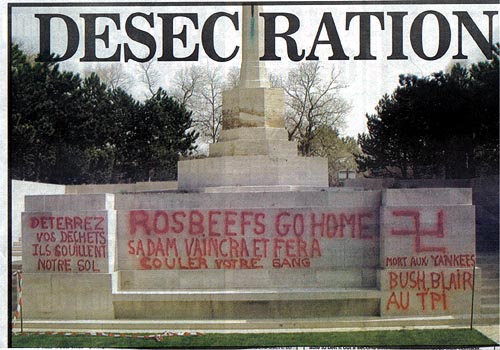 DESECRATION
DETERREZ
VOS DECHETS
ILS SOUILLENT
NOTRE SOL
ROSBEEFS GO HOME
SADAM VAINCRA ET FERA
COULER VOTRE SANG
MORT AUX YANKEES
BUSH, BLAIR
AU TPI